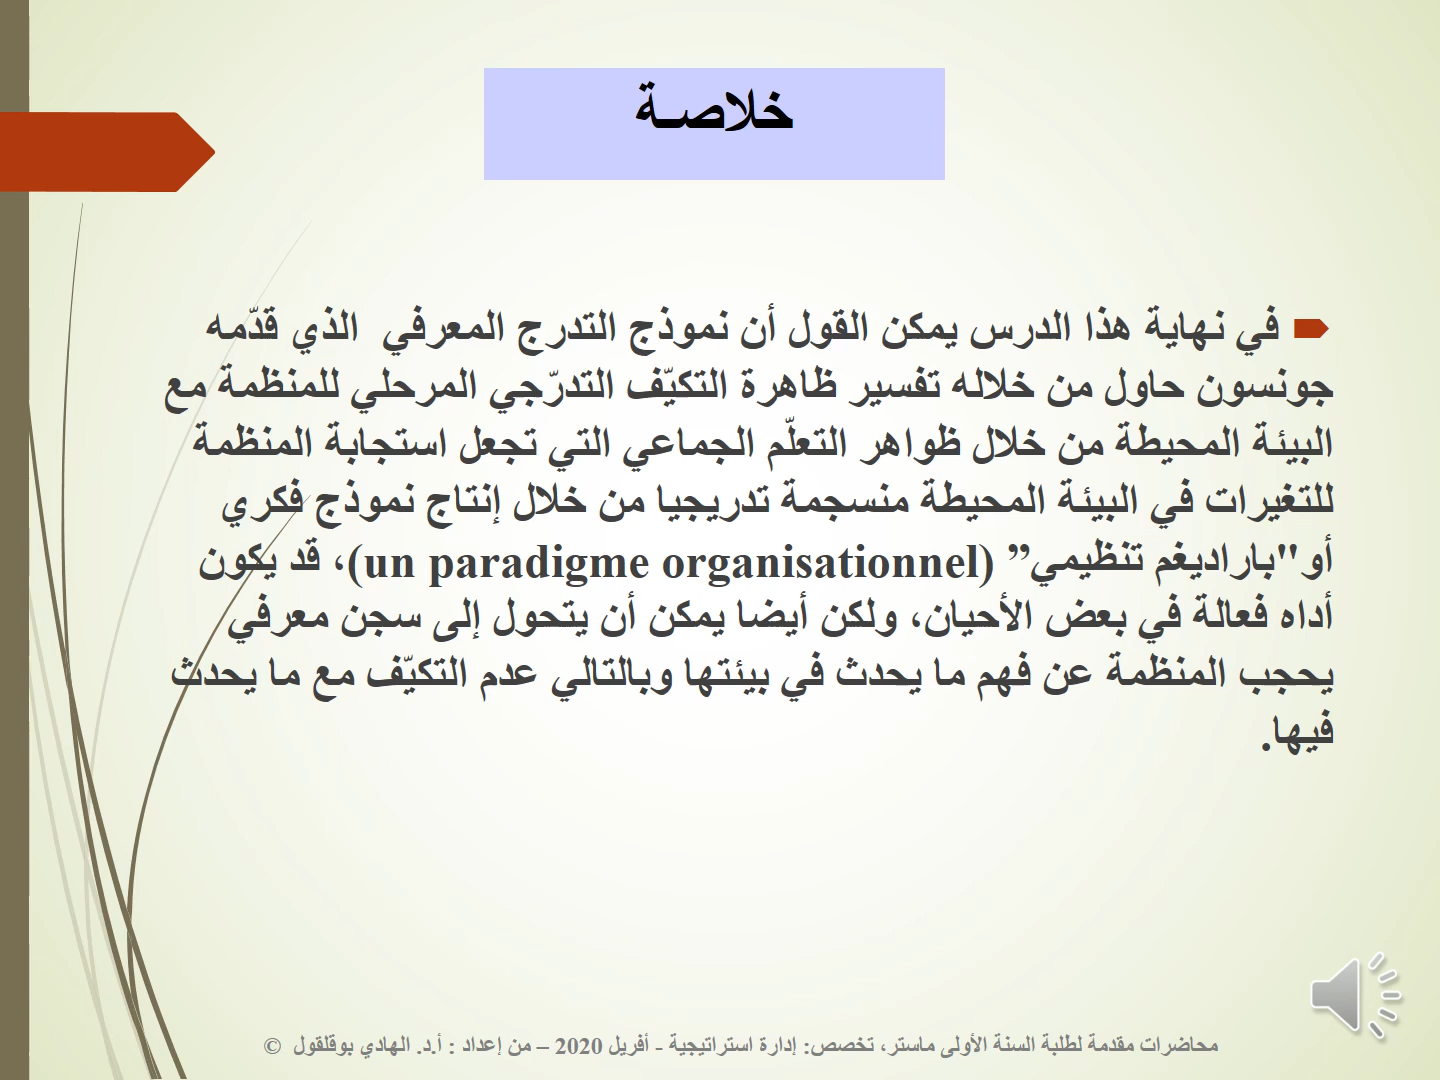 خلاصـة
في نهاية هذا الدرس يمكن القول أن نموذج التدرج المعرفي الذي قدّمه
جونسون حاول من خلاله تفسير ظاهرة التكيّف التدرّجي المرحلي للمنظمة مع
البيئة المحيطة من خلال ظواهر التعلّم الجماعي التي تجعل استجابة المنظمة
للتغيرات في البيئة المحيطة منسجمة تدريجيا من خلال إنتاج نموذج فكري
أو"باراديغم تنظيمي” (un paradigme organisationnel)، قد يكون
أداه فعالة في بعض الأحيان، ولكن أيضا يمكن أن يتحول إلى سجن معرفي
يحجب المنظمة عن فهم ما يحدث في بيئتها وبالتالي عدم التكيّف مع ما يحدث
فيها.
محاضرات مقدمة لطلبة السنة الأولى ماستر، تخصص: إدارة استراتيجية - أفريل 2020 – من إعداد : أ.د. الهادي بوقلقول ©